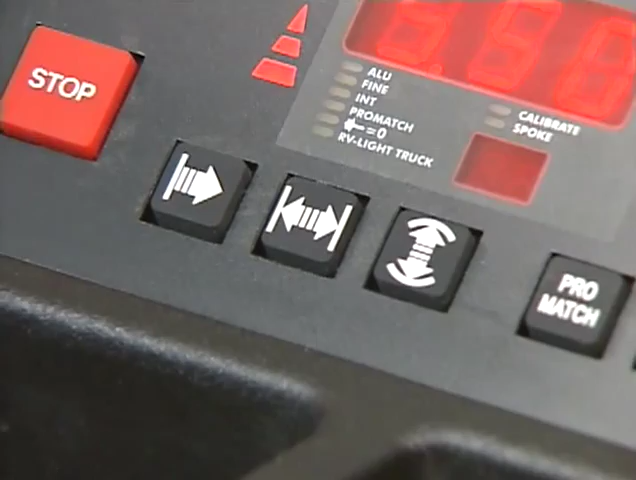 STOP
ALU
FINE
INT
PROMATCH
=0
RV-LIGHT TRUCK
CALIBRATE
SPOKE
PRO
MATCH